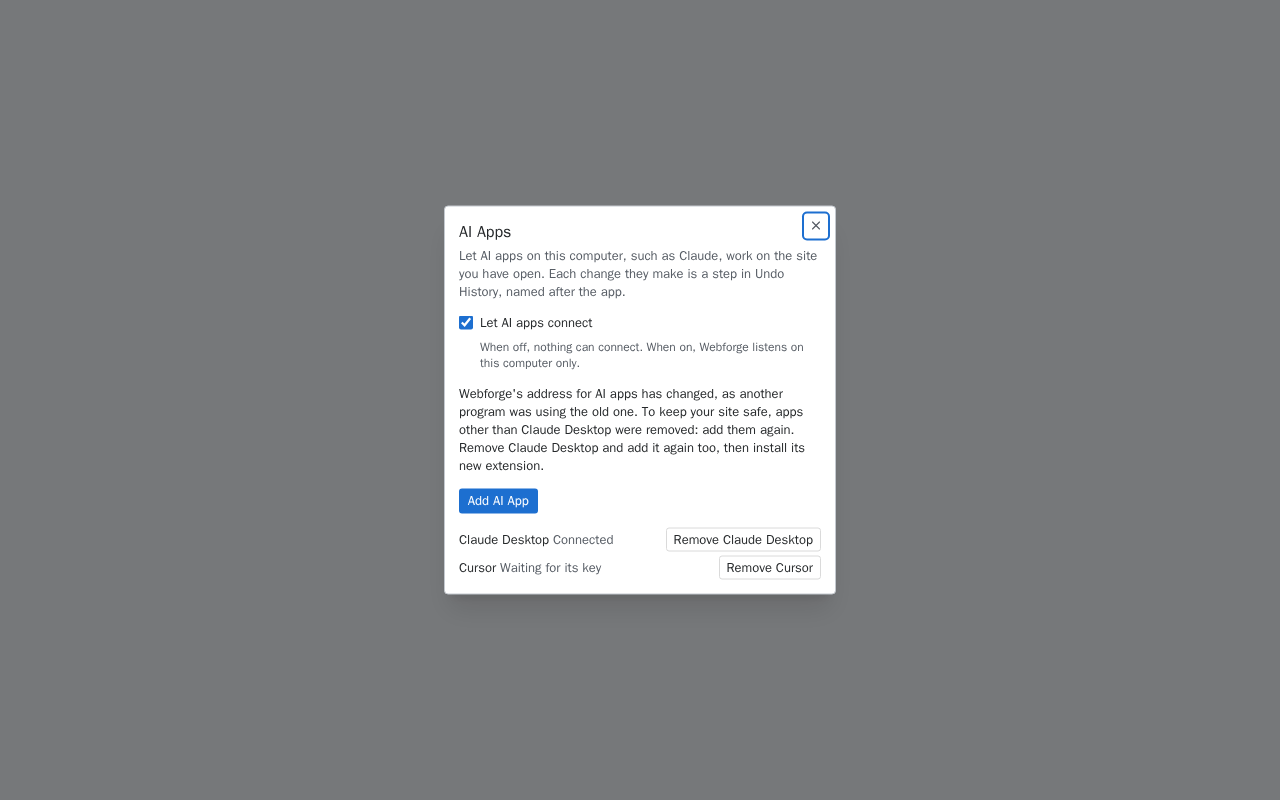 AI Apps
Let AI apps on this computer, such as Claude, work on the site
you have open. Each change they make is a step in Undo
History, named after the app.
Let AI apps connect
When off, nothing can connect. When on, Webforge listens on
this computer only.
Webforge's address for AI apps has changed, as another
program was using the old one. To keep your site safe, apps
other than Claude Desktop were removed: add them again.
Remove Claude Desktop and add it again too, then install its
new extension.
Add AI App
Claude Desktop Connected
Remove Claude Desktop
Cursor Waiting for its key
Remove Cursor